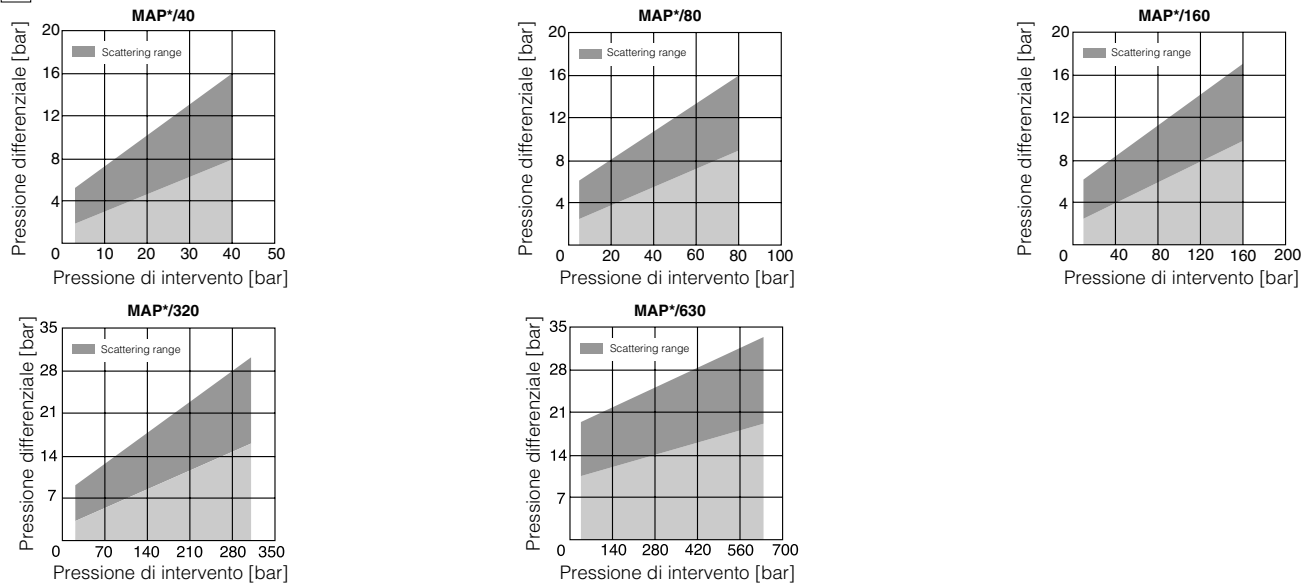 MAP*/40
Pressione differenziale [bar]
20
16
12
8
4
Scattering range
0 10 20 30 40 50
Pressione di intervento [bar]
MAP*/80
Pressione differenziale [bar]
20
16
12
8
4
Scattering range
0 20 40 60 80 100
Pressione di intervento [bar]
MAP*/160
Pressione differenziale [bar]
20
16
12
8
4
Scattering range
0 40 80 120 160 200
Pressione di intervento [bar]
MAP*/320
Pressione differenziale [bar]
35
28
21
14
7
Scattering range
0 70 140 210 280 350
Pressione di intervento [bar]
MAP*/630
Pressione differenziale [bar]
35
28
21
14
7
Scattering range
0 140 280 420 560 700
Pressione di intervento [bar]